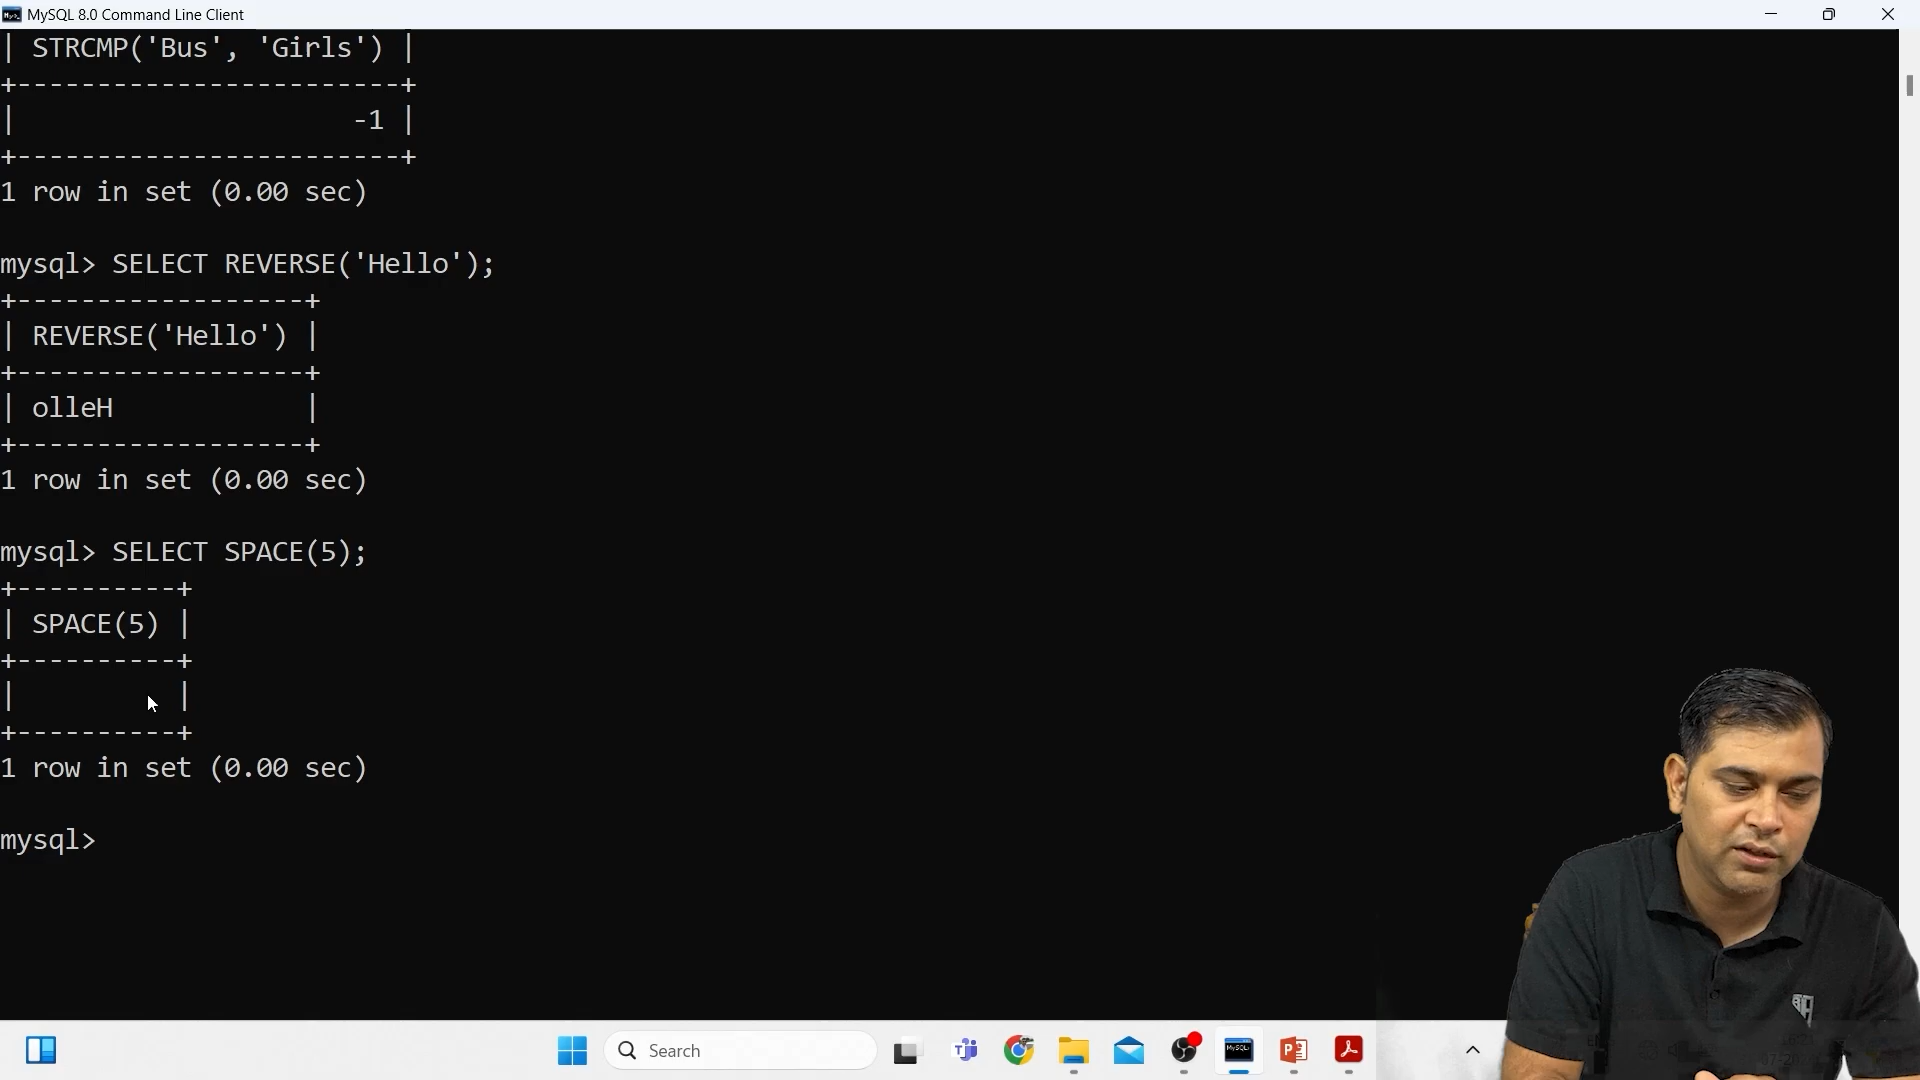 MySQL 8.0 Command Line Client
| STRCMP('Bus', 'Girls') |
+------------------------+
|                     -1 |
+------------------------+
1 row in set (0.00 sec)
mysql> SELECT REVERSE('Hello');
+------------------+
| REVERSE('Hello') |
+------------------+
| olleH            |
+------------------+
1 row in set (0.00 sec)
mysql> SELECT SPACE(5);
+----------+
| SPACE(5) |
+----------+
|          |
+----------+
1 row in set (0.00 sec)
mysql>
Search